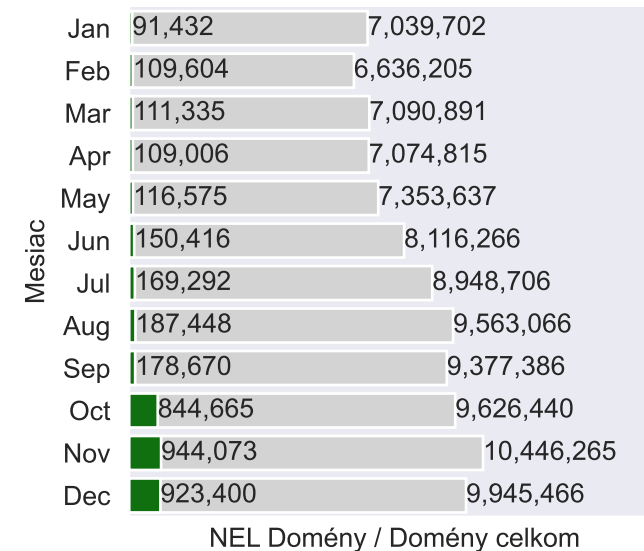 Jan 91,432 7,039,702
Feb 109,604 6,636,205
Mar 111,335 7,090,891
Apr 109,006 7,074,815
May 116,575 7,353,637
Jun 150,416 8,116,266
Jul 169,292 8,948,706
Aug 187,448 9,563,066
Sep 178,670 9,377,386
Oct 844,665 9,626,440
Nov 944,073 10,446,265
Dec 923,400 9,945,466
Mesiac
NEL Domény / Domény celkom